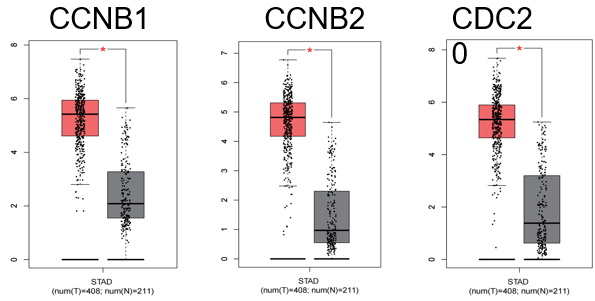 CCNB1
CCNB2
CDC2
0
8
6
4
2
0
*
STAD
(num(T)=408; num(N)=211)
7
6
5
4
3
2
1
0
*
STAD
(num(T)=408; num(N)=211)
8
6
4
2
0
*
STAD
(num(T)=408; num(N)=211)